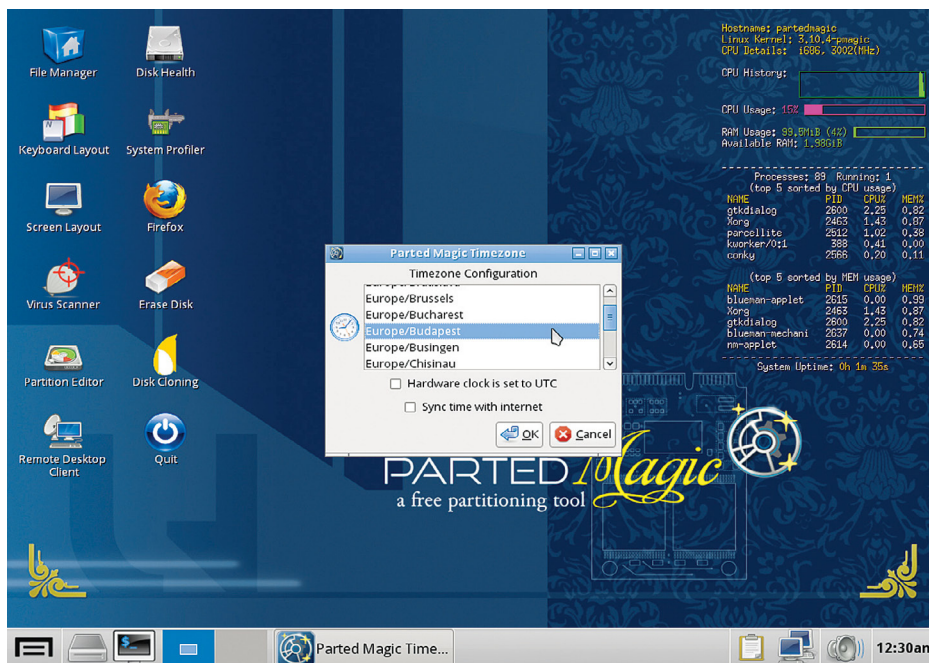 File Manager
Disk Health
Keyboard Layout
System Profiler
Screen Layout
Firefox
Virus Scanner
Erase Disk
Partition Editor
Disk Cloning
Remote Desktop
Client
Quit
Parted Magic Timezone
Timezone Configuration
Europe/Brussels
Europe/Bucharest
Europe/Budapest
Europe/Busingen
Europe/Chisinau
Hardware clock is set to UTC
Sync time with internet
OK
Cancel
PARTED Magic
a free partitioning tool
Hostname: partedmagic
Linux Kernel: 3.10.4-pmagic
CPU Details: i686, 3002(MHz)
CPU History:
CPU Usage: 15%
RAM Usage: 99.5MiB (4%)
Available RAM: 1.98GiB
Processes: 89 Running: 1
(top 5 sorted by CPU usage)
NAME PID CPU% MEM%
gtkdialog 2600 2.25 0.82
Xorg 2463 1.43 0.87
parcellite 2512 1.02 0.38
kworker/0:1 388 0.41 0.00
conky 2566 0.20 0.11
(top 5 sorted by MEM usage)
NAME PID CPU% MEM%
blueman-applet 2615 0.00 0.99
Xorg 2463 1.43 0.87
gtkdialog 2600 2.25 0.82
blueman-mechani 2637 0.00 0.74
nm-applet 2614 0.00 0.65
System Uptime: 0h 1m 35s
Parted Magic Time...
12:30am